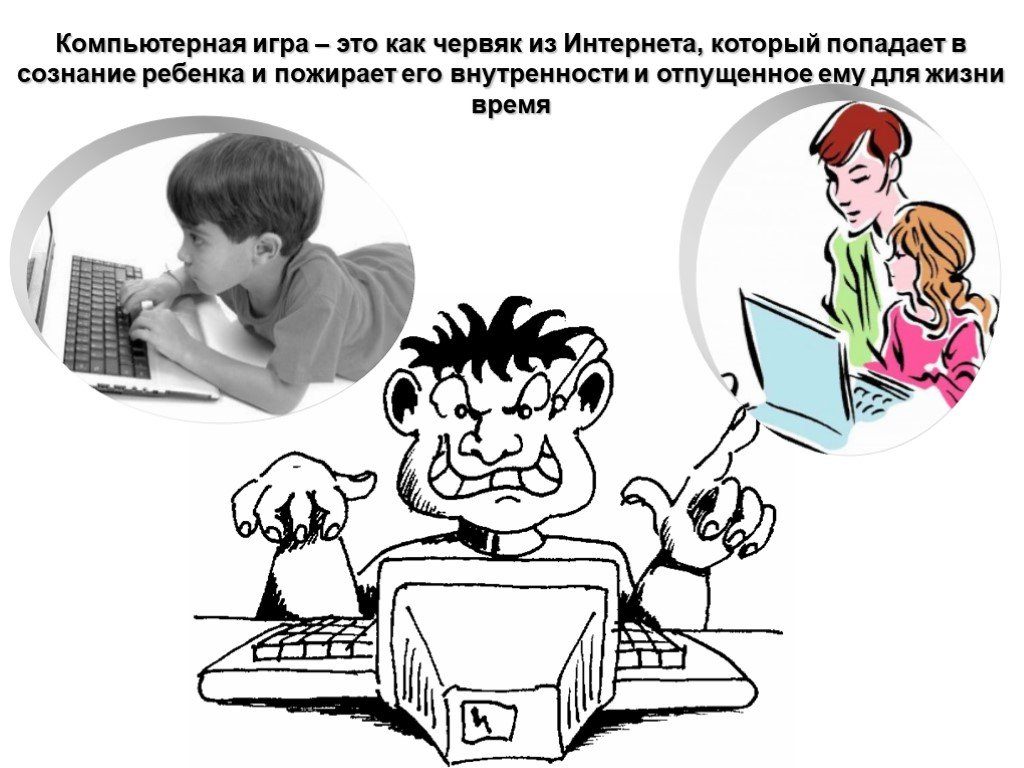 Компьютерная игра – это как червяк из Интернета, который попадает в
сознание ребенка и пожирает его внутренности и отпущенное ему для жизни
время